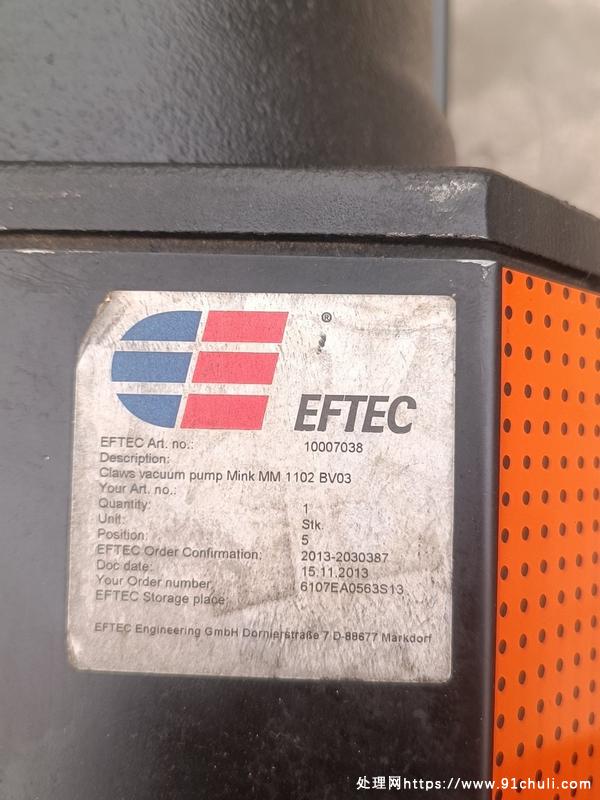 ®
EFTEC
EFTEC Art. no.: 10007038
Description:
Claws vacuum pump Mink MM 1102 BV03
Your Art. no.:
Quantity: 1
Unit: Stk.
Position: 5
EFTEC Order Confirmation: 2013-2030387
Doc date: 15.11.2013
Your Order number: 6107EA0563S13
EFTEC Storage place:
EFTEC Engineering GmbH Dornierstraße 7 D-88677 Markdorf
处理网https://www.91chuli.com/